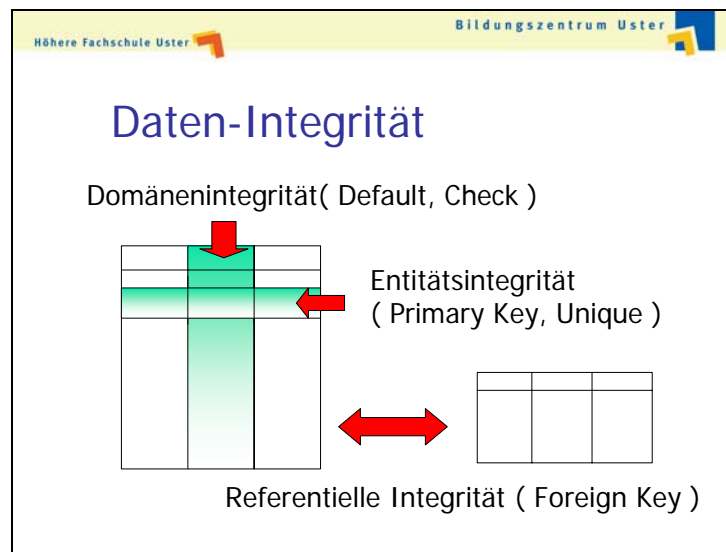 Höhere Fachschule Uster
Bildungszentrum Uster
Daten-Integrität
Domänenintegrität( Default, Check )
Entitätsintegrität
( Primary Key, Unique )
Referentielle Integrität ( Foreign Key )